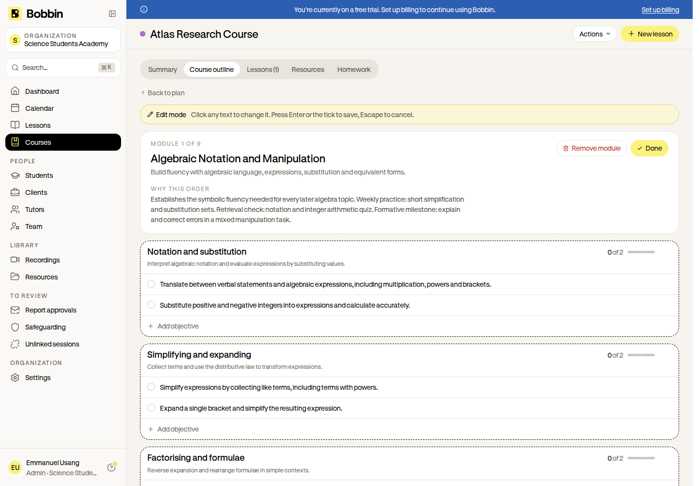 Bobbin
You're currently on a free trial. Set up billing to continue using Bobbin.
Set up billing
S
ORGANIZATION
Science Students Academy
Search...
⌘ K
Dashboard
Calendar
Lessons
Courses
PEOPLE
Students
Clients
Tutors
Team
LIBRARY
Recordings
Resources
TO REVIEW
Report approvals
Safeguarding
Unlinked sessions
ORGANIZATION
Settings
EU
Emmanuel Usang
Admin · Science Stude...
Atlas Research Course
Actions
New lesson
Summary
Course outline
Lessons (1)
Resources
Homework
Back to plan
Edit mode Click any text to change it. Press Enter or the tick to save, Escape to cancel.
MODULE 1 OF 9
Algebraic Notation and Manipulation
Build fluency with algebraic language, expressions, substitution and equivalent forms.
Remove module
Done
WHY THIS ORDER
Establishes the symbolic fluency needed for every later algebra topic. Weekly practice: short simplification
and substitution sets. Retrieval check: notation and integer arithmetic quiz. Formative milestone: explain
and correct errors in a mixed manipulation task.
Notation and substitution
0 of 2
Interpret algebraic notation and evaluate expressions by substituting values.
Translate between verbal statements and algebraic expressions, including multiplication, powers and brackets.
Substitute positive and negative integers into expressions and calculate accurately.
+ Add objective
Simplifying and expanding
0 of 2
Collect terms and use the distributive law to transform expressions.
Simplify expressions by collecting like terms, including terms with powers.
Expand a single bracket and simplify the resulting expression.
+ Add objective
Factorising and formulae
0 of 2
Reverse expansion and rearrange formulae in simple contexts.